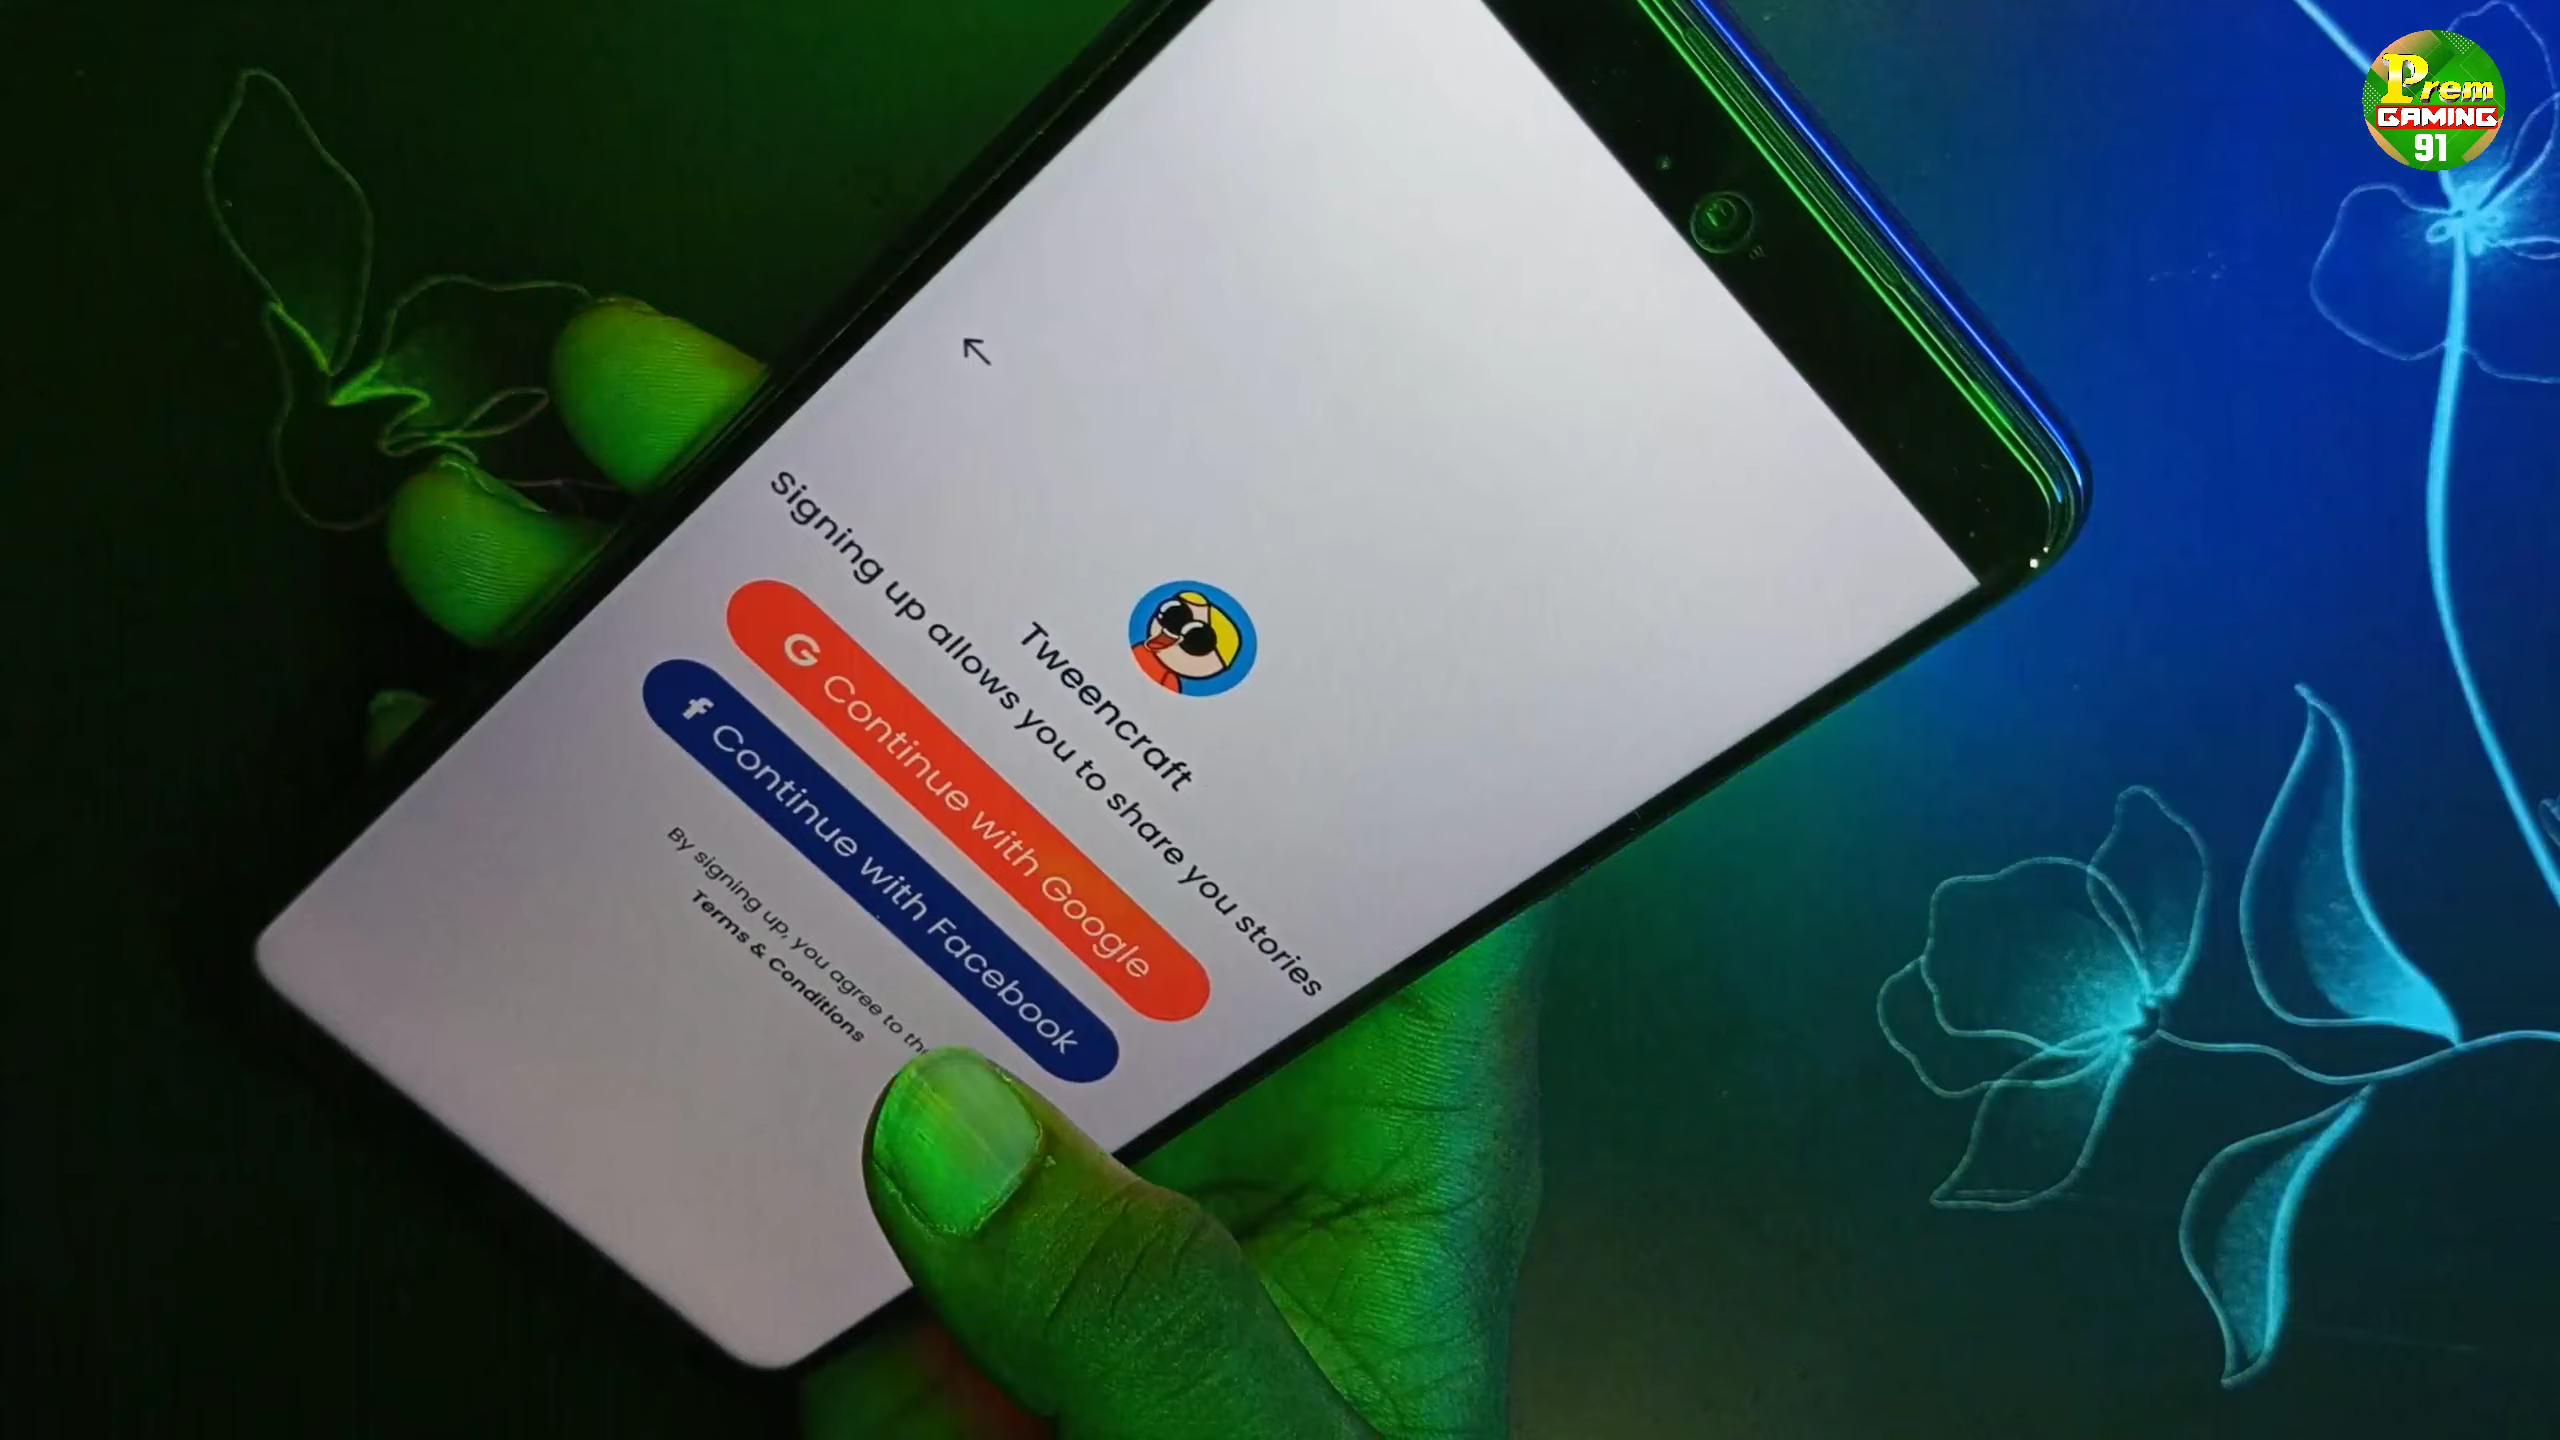 Prem
GAMING
91
Tweencraft
Signing up allows you to share you stories
G Continue with Google
f Continue with Facebook
By signing up, you agree to the
Terms & Conditions